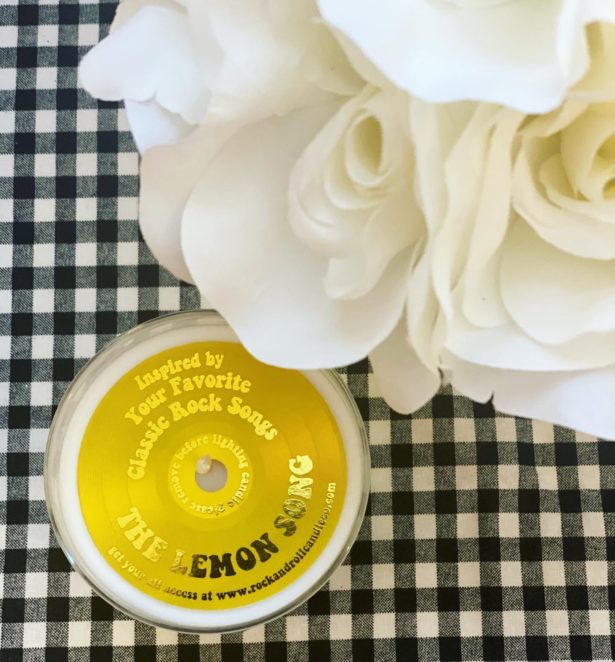 Inspired by
Your Favorite
Classic Rock Songs
please remove before lighting candle
THE LEMON SONG
get your all access at www.rockandrollcandleco.com